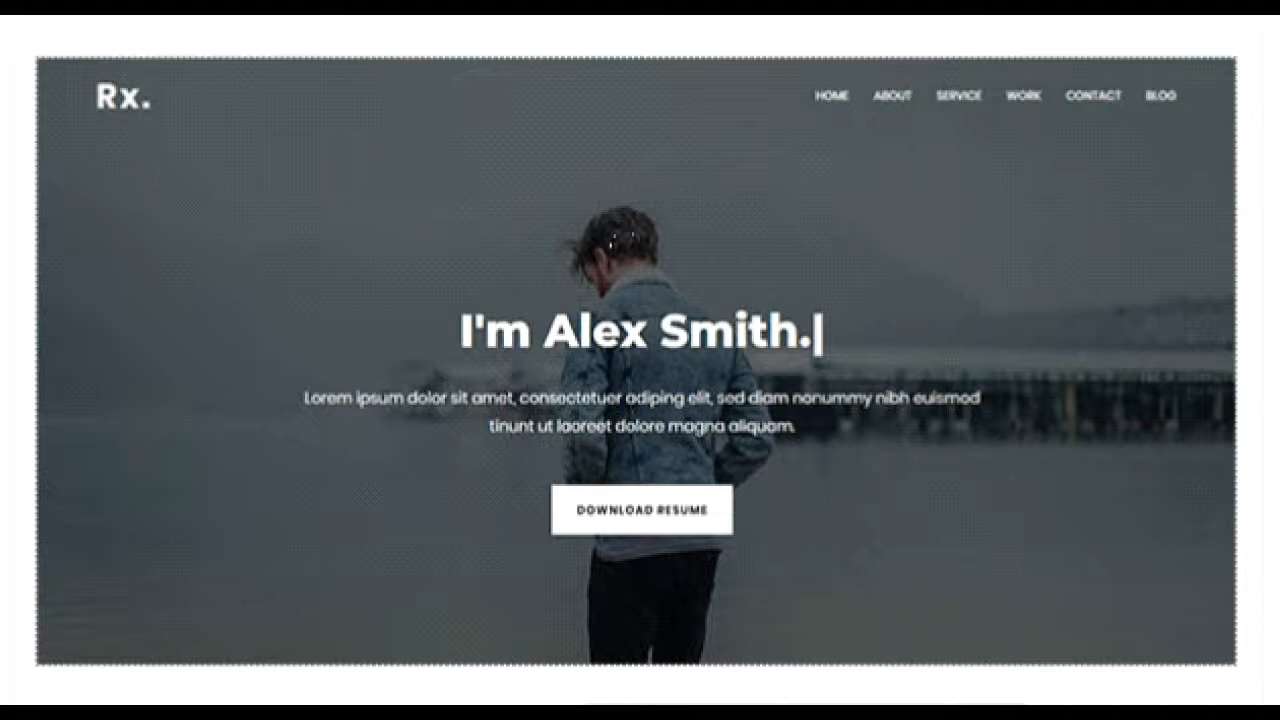 Rx.
HOME ABOUT SERVICE WORK CONTACT BLOG
I'm Alex Smith.|
Lorem ipsum dolor sit amet, consectetuer adiping elit, sed diam nonummy nibh euismod
tinunt ut laoreet dolore magna aliquam.
DOWNLOAD RESUME